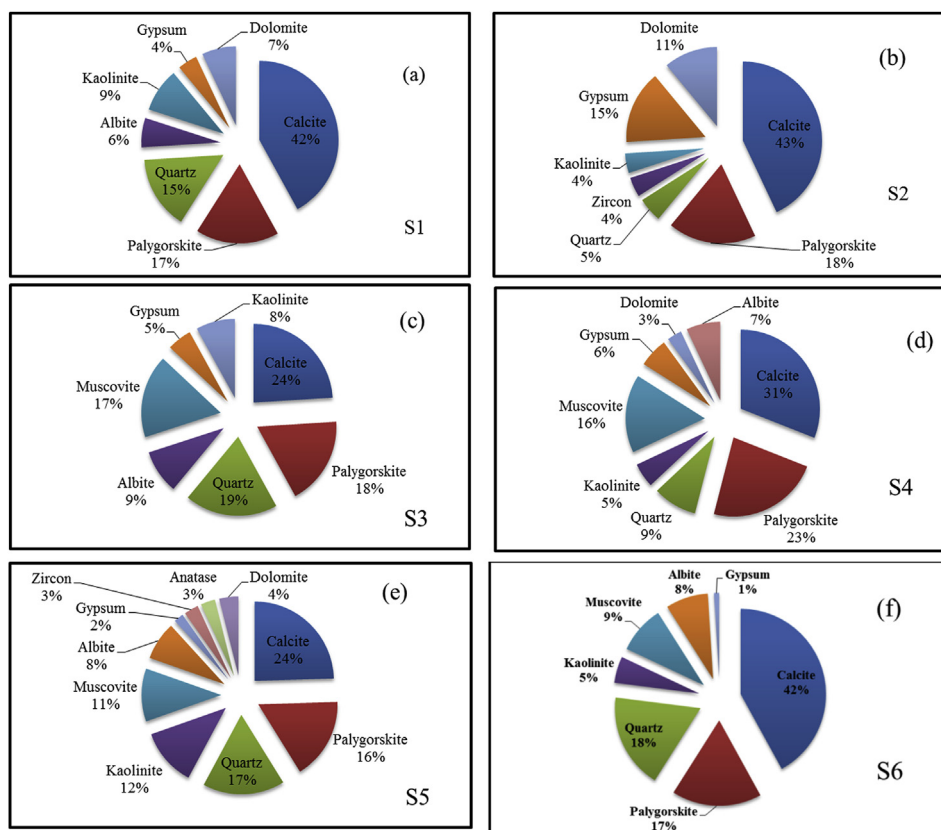 (a)
Gypsum
4%
Dolomite
7%
Kaolinite
9%
Albite
6%
Quartz
15%
Calcite
42%
Palygorskite
17%
S1
(b)
Dolomite
11%
Gypsum
15%
Kaolinite
4%
Zircon
4%
Quartz
5%
Calcite
43%
Palygorskite
18%
S2
(c)
Gypsum
5%
Kaolinite
8%
Muscovite
17%
Albite
9%
Quartz
19%
Calcite
24%
Palygorskite
18%
S3
(d)
Dolomite
3%
Albite
7%
Gypsum
6%
Muscovite
16%
Kaolinite
5%
Quartz
9%
Calcite
31%
Palygorskite
23%
S4
(e)
Zircon
3%
Anatase
3%
Dolomite
4%
Gypsum
2%
Albite
8%
Muscovite
11%
Kaolinite
12%
Quartz
17%
Calcite
24%
Palygorskite
16%
S5
(f)
Albite
8%
Gypsum
1%
Muscovite
9%
Kaolinite
5%
Quartz
18%
Calcite
42%
Palygorskite
17%
S6